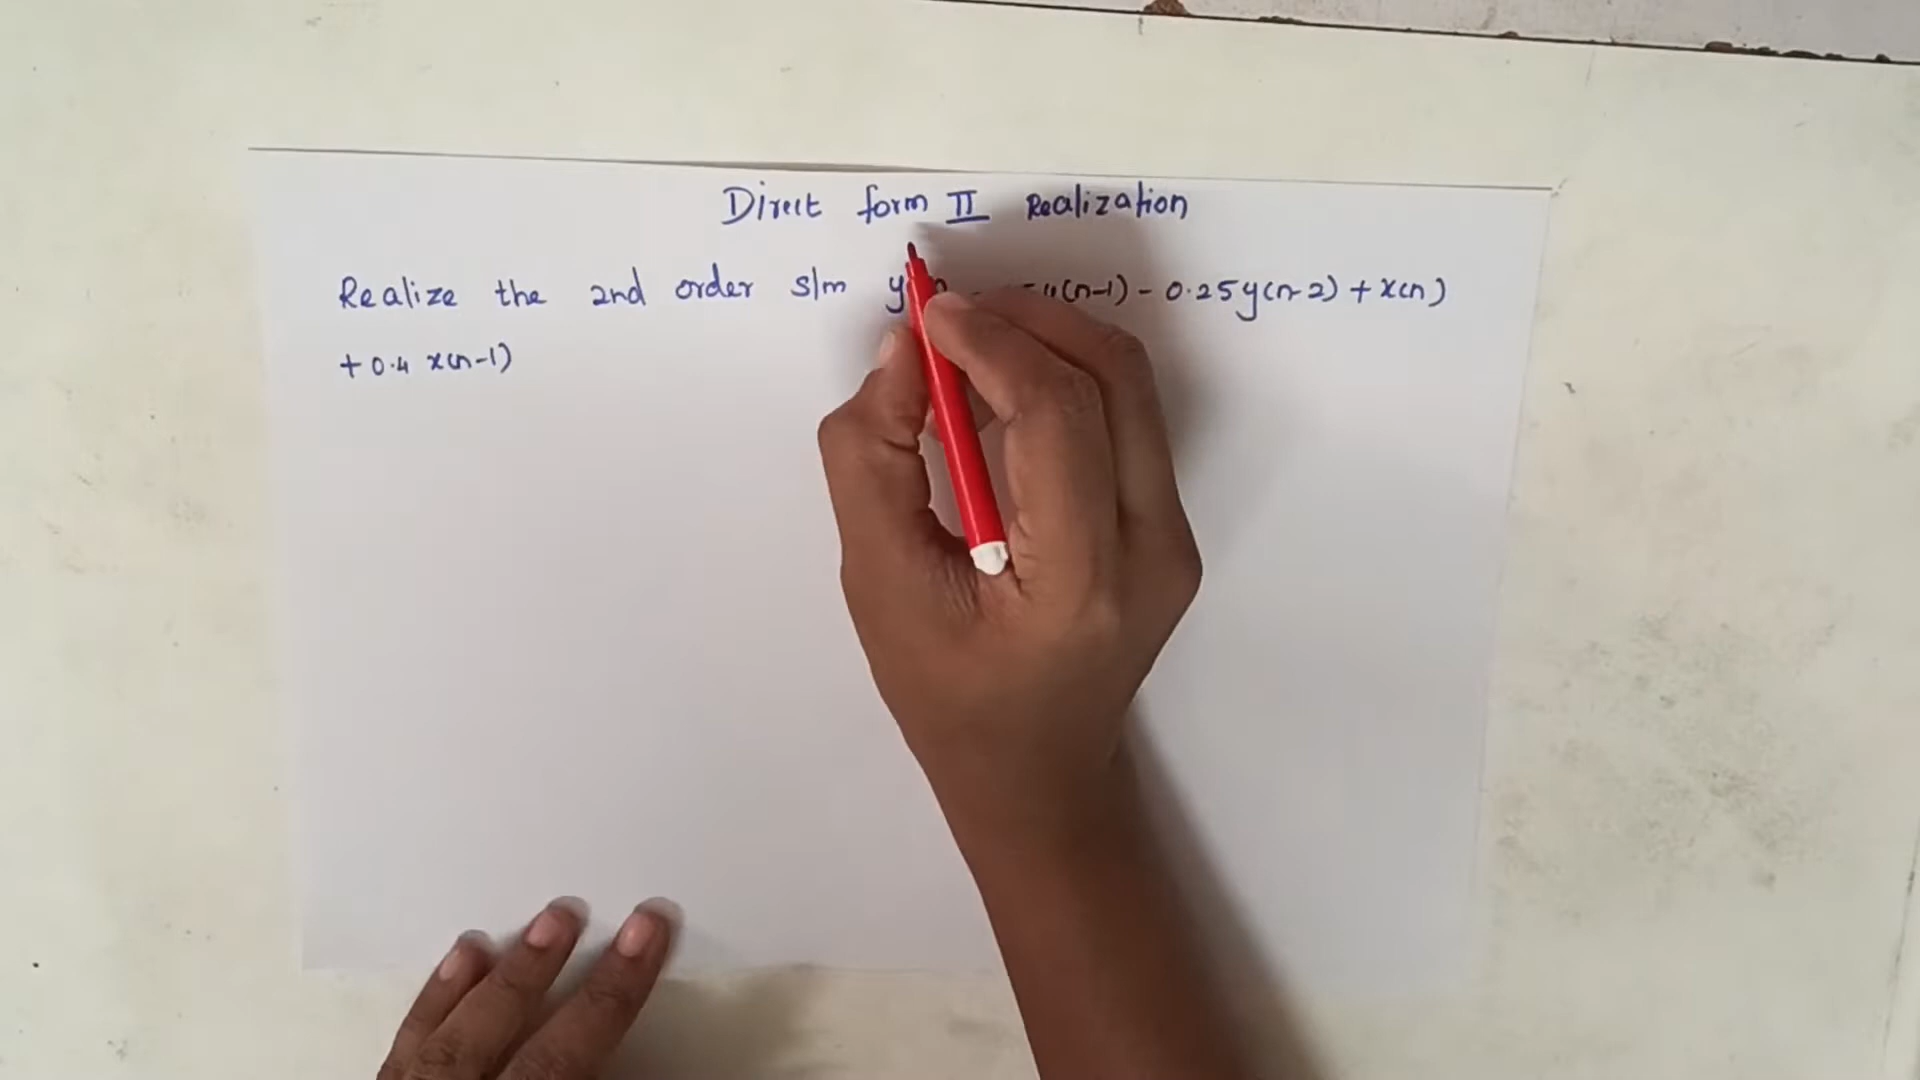 Direct form II Realization
Realize the 2nd order s/m y(n-1) - 0.25y(n-2) + x(n)
+ 0.4 x(n-1)